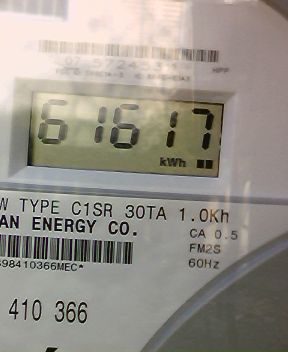 61617
kWh
TYPE C1SR 30TA 1.0Kh
AN ENERGY CO.
CA 0.5
FM2S
60Hz
98410366MEC*
410 366